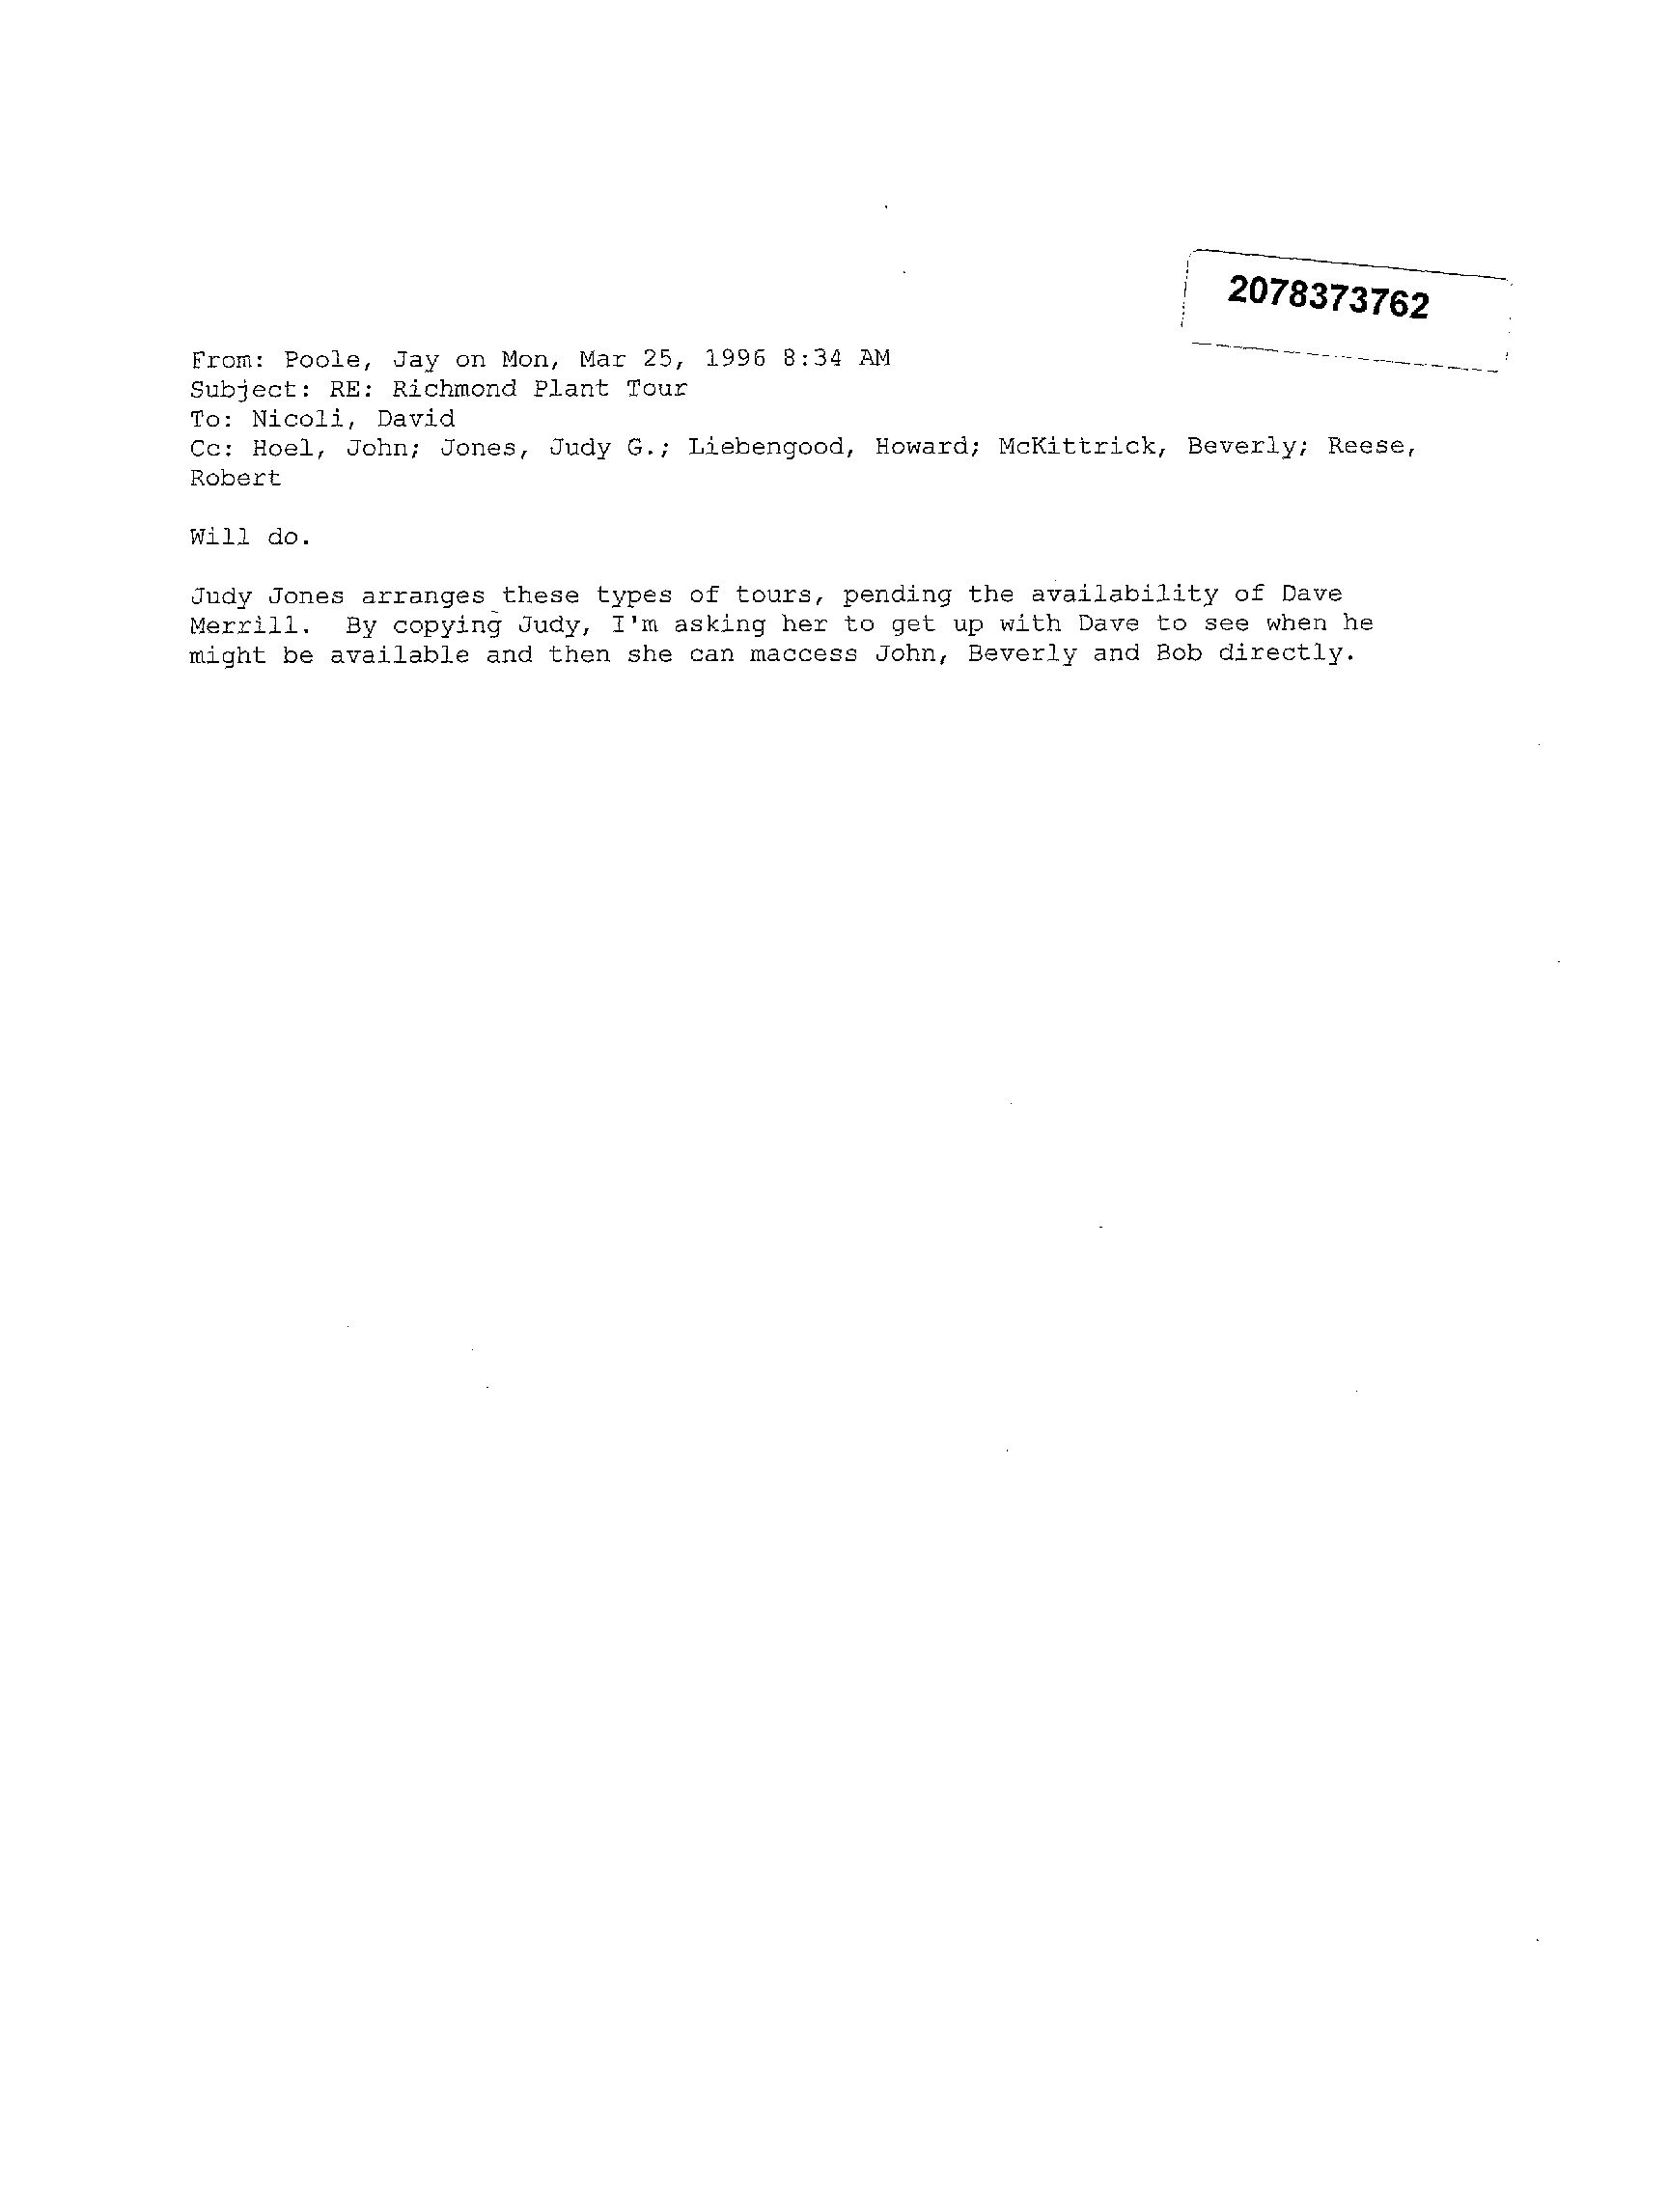 2078373762
From: Poole, Jay on Mon, Mar 25, 1996 8:34 AM
Subject: RE: Richmond Plant Tour
To: Nicoli, David
Cc: Hoel, John; Jones, Judy G.; Liebengood, Howard; McKittrick, Beverly; Reese,
Robert
Will do.
Judy Jones arranges these types of tours, pending the availability of Dave
Merrill. By copying Judy, I'm asking her to get up with Dave to see when he
might be available and then she can maccess John, Beverly and Bob directly.